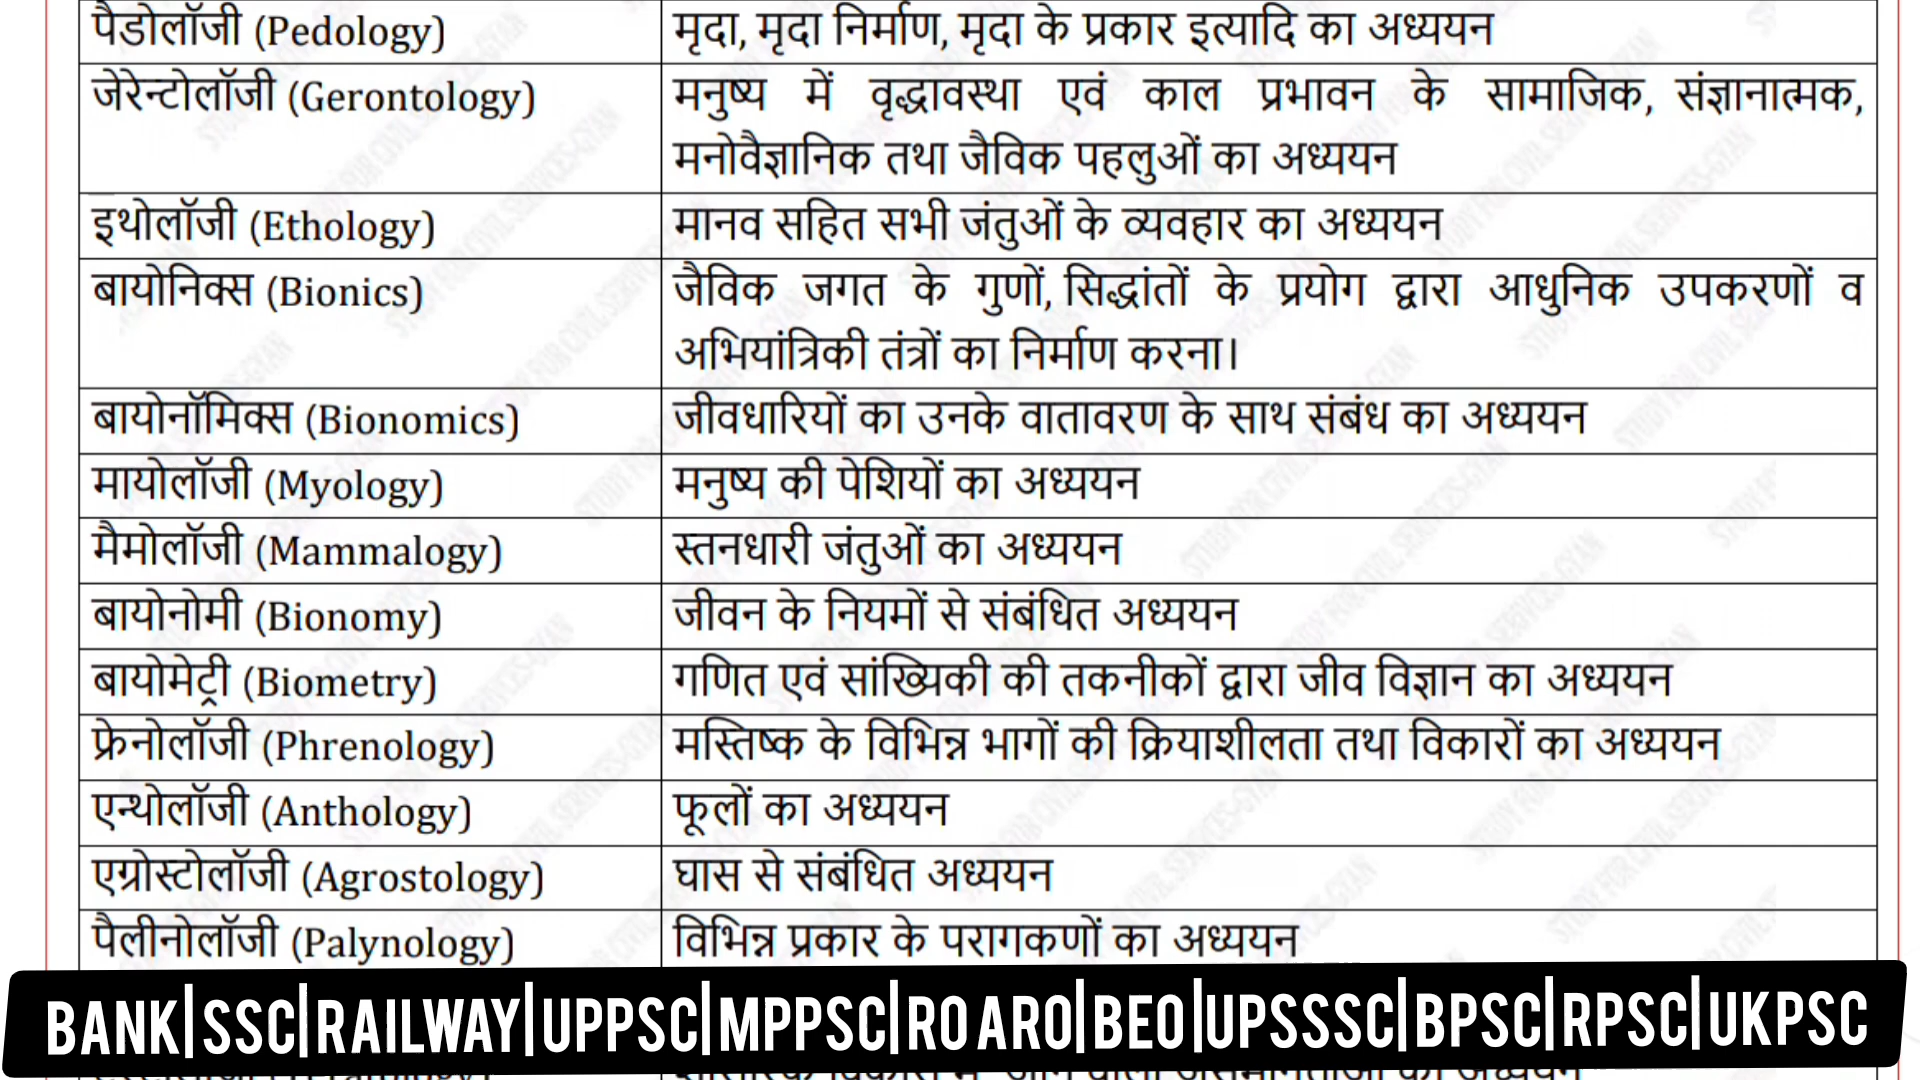 पैडोलॉजी (Pedology) मृदा, मृदा निर्माण, मृदा के प्रकार इत्यादि का अध्ययन
जेरेन्टोलॉजी (Gerontology) मनुष्य में वृद्धावस्था एवं काल प्रभावन के सामाजिक, संज्ञानात्मक,
मनोवैज्ञानिक तथा जैविक पहलुओं का अध्ययन
इथोलॉजी (Ethology) मानव सहित सभी जंतुओं के व्यवहार का अध्ययन
बायोनिक्स (Bionics) जैविक जगत के गुणों, सिद्धांतों के प्रयोग द्वारा आधुनिक उपकरणों व
अभियांत्रिकी तंत्रों का निर्माण करना।
बायोनॉमिक्स (Bionomics) जीवधारियों का उनके वातावरण के साथ संबंध का अध्ययन
मायोलॉजी (Myology) मनुष्य की पेशियों का अध्ययन
मैमोलॉजी (Mammalogy) स्तनधारी जंतुओं का अध्ययन
बायोनोमी (Bionomy) जीवन के नियमों से संबंधित अध्ययन
बायोमेट्री (Biometry) गणित एवं सांख्यिकी की तकनीकों द्वारा जीव विज्ञान का अध्ययन
फ्रेनोलॉजी (Phrenology) मस्तिष्क के विभिन्न भागों की क्रियाशीलता तथा विकारों का अध्ययन
एन्थोलॉजी (Anthology) फूलों का अध्ययन
एग्रोस्टोलॉजी (Agrostology) घास से संबंधित अध्ययन
पैलीनोलॉजी (Palynology) विभिन्न प्रकार के परागकणों का अध्ययन
BANK|SSC|RAILWAY|UPPSC|MPPSC|RO ARO|BEO|UPSSSC|BPSC|RPSC|UKPSC